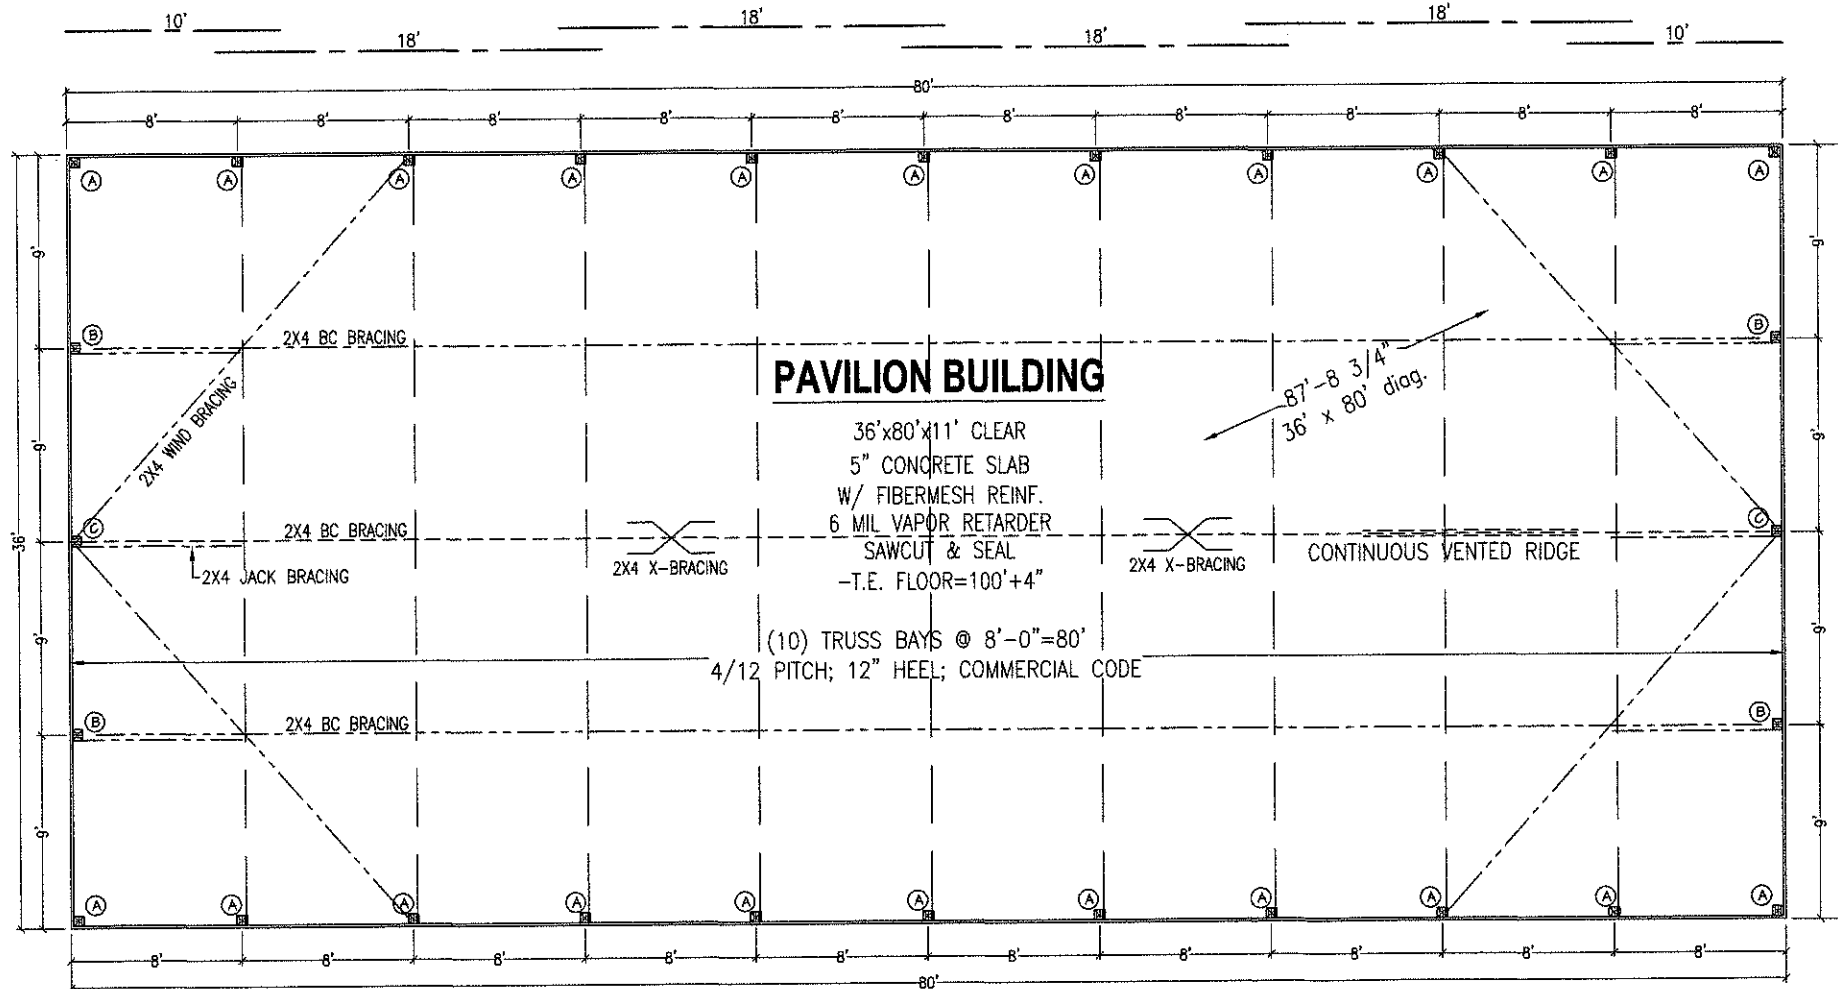 10' 18' 18'
18' 18' 10'
80'
8' 8' 8' 8' 8' 8' 8' 8' 8' 8'
A A A A A A A A A A A
9' 9'
B 2X4 BC BRACING B
PAVILION BUILDING
87'-8 3/4"
36' x 80' diag.
2X4 WIND BRACING
36'x80'x11' CLEAR
5" CONCRETE SLAB
W/ FIBERMESH REINF.
6 MIL VAPOR RETARDER
SAWCUT & SEAL
-T.E. FLOOR=100'+4"
9' 9'
36'
C 2X4 BC BRACING C
2X4 JACK BRACING
2X4 X-BRACING
2X4 X-BRACING
CONTINUOUS VENTED RIDGE
(10) TRUSS BAYS @ 8'-0"=80'
4/12 PITCH; 12" HEEL; COMMERCIAL CODE
9' 9'
B 2X4 BC BRACING B
9' 9'
A A A A A A A A A A A
8' 8' 8' 8' 8' 8' 8' 8' 8' 8'
80'